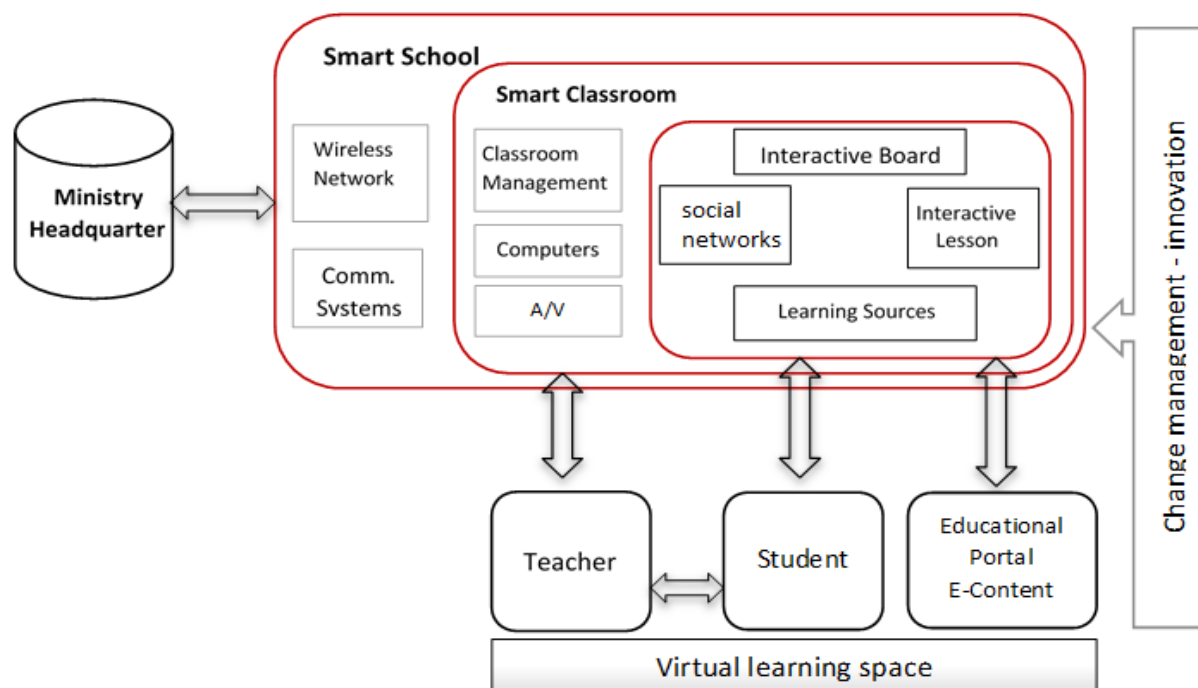 Smart School
Smart Classroom
Ministry
Headquarter
Wireless
Network
Comm.
Systems
Classroom
Management
Computers
A/V
Interactive Board
social
networks
Interactive
Lesson
Learning Sources
Change management - innovation
Teacher
Student
Educational
Portal
E-Content
Virtual learning space